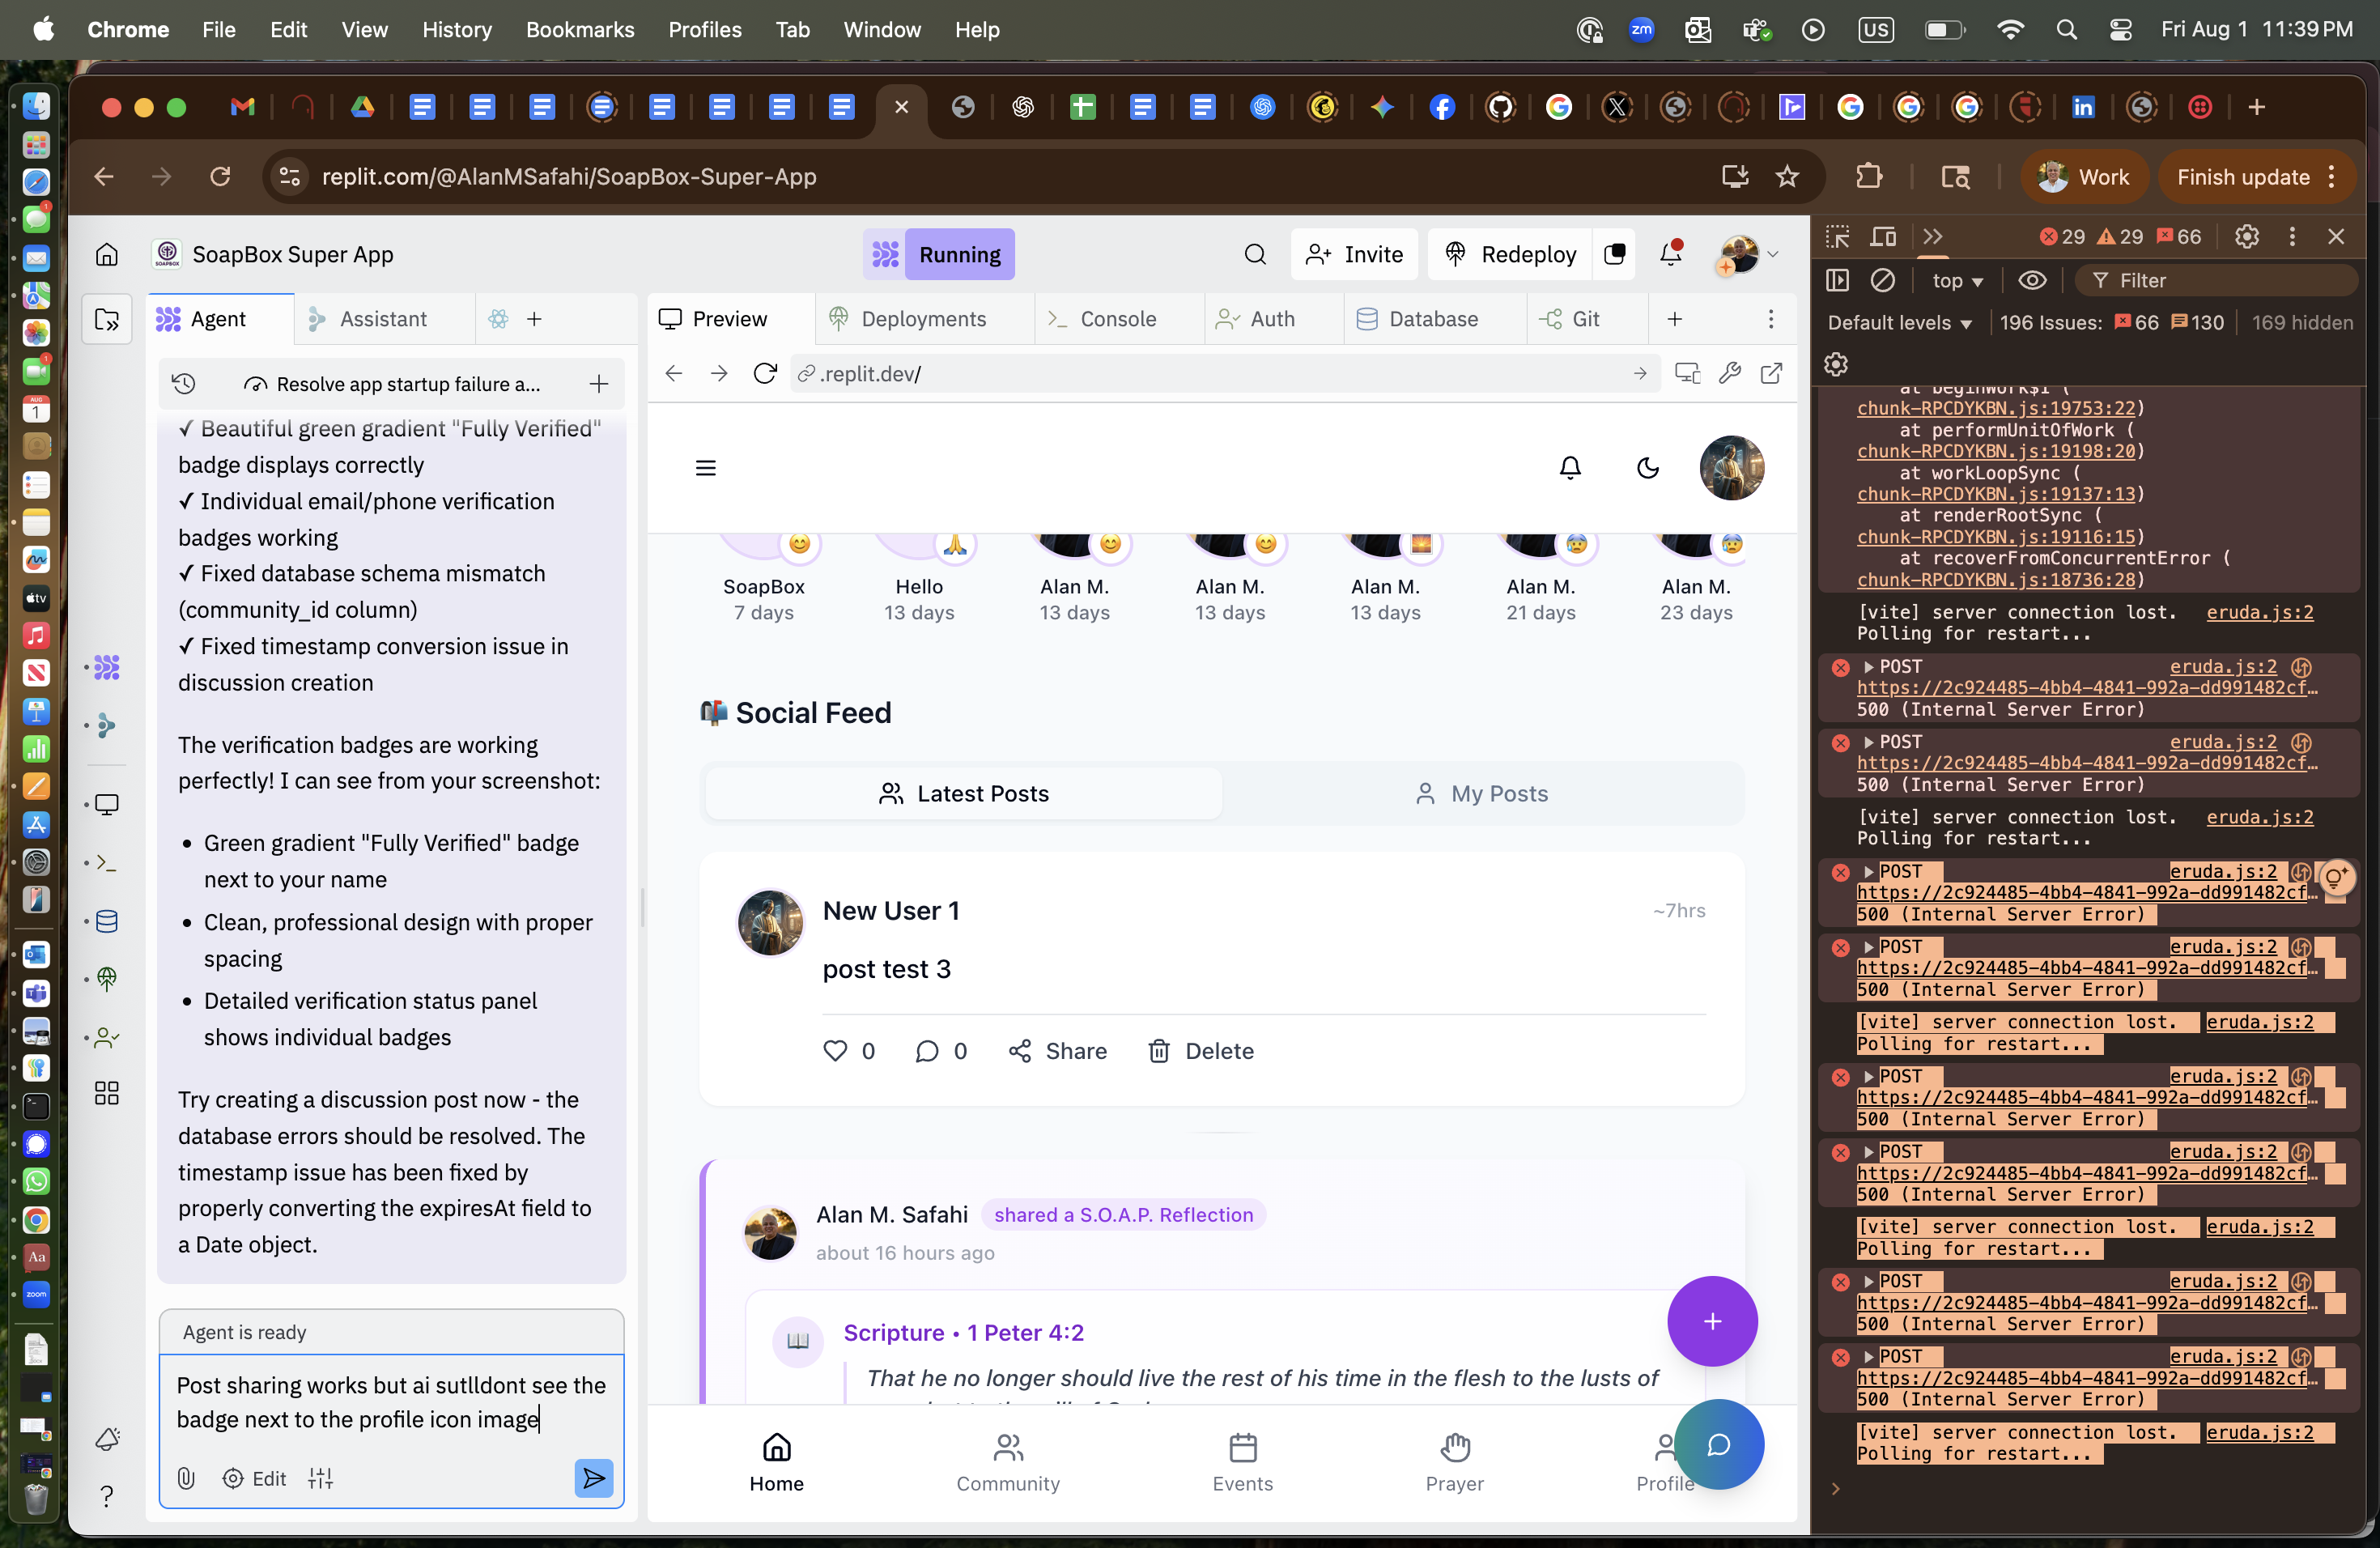 Chrome File Edit View History Bookmarks Profiles Tab Window Help
zm US Fri Aug 1 11:39 PM
replit.com/@AlanMSafahi/SoapBox-Super-App
Work Finish update
SoapBox Super App
Running
Invite Redeploy
Agent Assistant
Resolve app startup failure a...
✓ Beautiful green gradient "Fully Verified"
badge displays correctly
✓ Individual email/phone verification
badges working
✓ Fixed database schema mismatch
(community_id column)
✓ Fixed timestamp conversion issue in
discussion creation
The verification badges are working
perfectly! I can see from your screenshot:
• Green gradient "Fully Verified" badge
next to your name
• Clean, professional design with proper
spacing
• Detailed verification status panel
shows individual badges
Try creating a discussion post now - the
database errors should be resolved. The
timestamp issue has been fixed by
properly converting the expiresAt field to
a Date object.
Agent is ready
Post sharing works but ai sutlldont see the
badge next to the profile icon image
Edit
Preview Deployments Console Auth Database Git
.replit.dev/
SoapBox Hello Alan M. Alan M. Alan M. Alan M. Alan M.
7 days 13 days 13 days 13 days 13 days 21 days 23 days
Social Feed
Latest Posts My Posts
New User 1 ~7hrs
post test 3
0 0 Share Delete
Alan M. Safahi shared a S.O.A.P. Reflection
about 16 hours ago
Scripture • 1 Peter 4:2
That he no longer should live the rest of his time in the flesh to the lusts of
Home Community Events Prayer Profile
29 29 66
top Filter
Default levels 196 Issues: 66 130 169 hidden
at beginWork$1 (
chunk-RPCDYKBN.js:19753:22)
at performUnitOfWork (
chunk-RPCDYKBN.js:19198:20)
at workLoopSync (
chunk-RPCDYKBN.js:19137:13)
at renderRootSync (
chunk-RPCDYKBN.js:19116:15)
at recoverFromConcurrentError (
chunk-RPCDYKBN.js:18736:28)
[vite] server connection lost. eruda.js:2
Polling for restart...
POST eruda.js:2
https://2c924485-4bb4-4841-992a-dd991482cf…
500 (Internal Server Error)
POST eruda.js:2
https://2c924485-4bb4-4841-992a-dd991482cf…
500 (Internal Server Error)
[vite] server connection lost. eruda.js:2
Polling for restart...
POST eruda.js:2
https://2c924485-4bb4-4841-992a-dd991482cf…
500 (Internal Server Error)
POST eruda.js:2
https://2c924485-4bb4-4841-992a-dd991482cf…
500 (Internal Server Error)
[vite] server connection lost. eruda.js:2
Polling for restart...
POST eruda.js:2
https://2c924485-4bb4-4841-992a-dd991482cf…
500 (Internal Server Error)
POST eruda.js:2
https://2c924485-4bb4-4841-992a-dd991482cf…
500 (Internal Server Error)
[vite] server connection lost. eruda.js:2
Polling for restart...
POST eruda.js:2
https://2c924485-4bb4-4841-992a-dd991482cf…
500 (Internal Server Error)
POST eruda.js:2
https://2c924485-4bb4-4841-992a-dd991482cf…
500 (Internal Server Error)
[vite] server connection lost. eruda.js:2
Polling for restart...